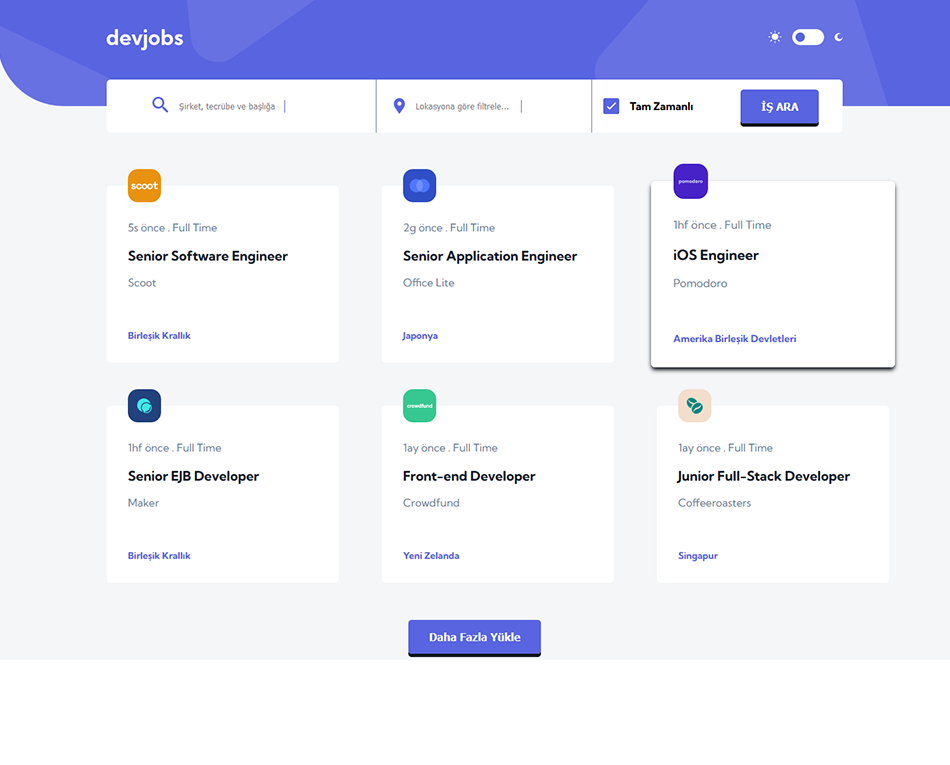 devjobs
Şirket, tecrübe ve başlığa
Lokasyona göre filtrele...
Tam Zamanlı
İŞ ARA
scoot
5s önce . Full Time
Senior Software Engineer
Scoot
Birleşik Krallık
2g önce . Full Time
Senior Application Engineer
Office Lite
Japonya
pomodoro
1hf önce . Full Time
iOS Engineer
Pomodoro
Amerika Birleşik Devletleri
1hf önce . Full Time
Senior EJB Developer
Maker
Birleşik Krallık
crowdfund
1ay önce . Full Time
Front-end Developer
Crowdfund
Yeni Zelanda
1ay önce . Full Time
Junior Full-Stack Developer
Coffeeroasters
Singapur
Daha Fazla Yükle